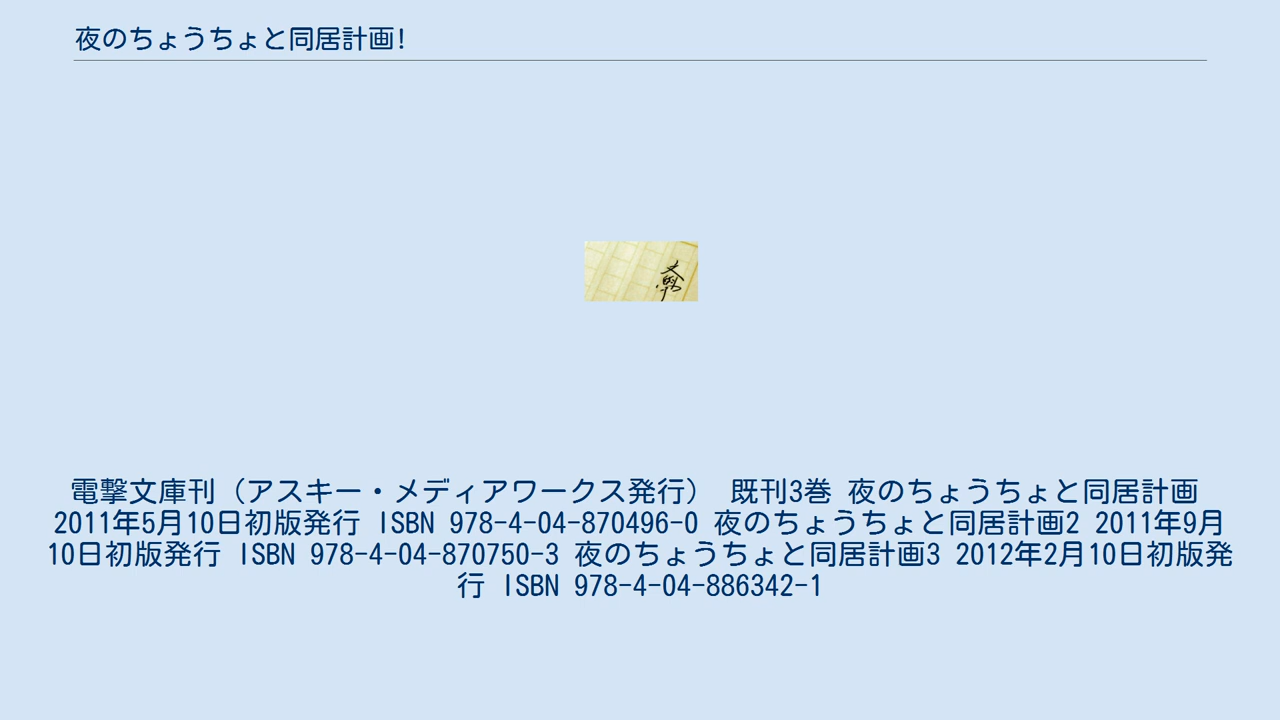 夜のちょうちょと同居計画!
電撃文庫刊（アスキー・メディアワークス発行） 既刊3巻 夜のちょうちょと同居計画
2011年5月10日初版発行 ISBN 978-4-04-870496-0 夜のちょうちょと同居計画2 2011年9月
10日初版発行 ISBN 978-4-04-870750-3 夜のちょうちょと同居計画3 2012年2月10日初版発
行 ISBN 978-4-04-886342-1